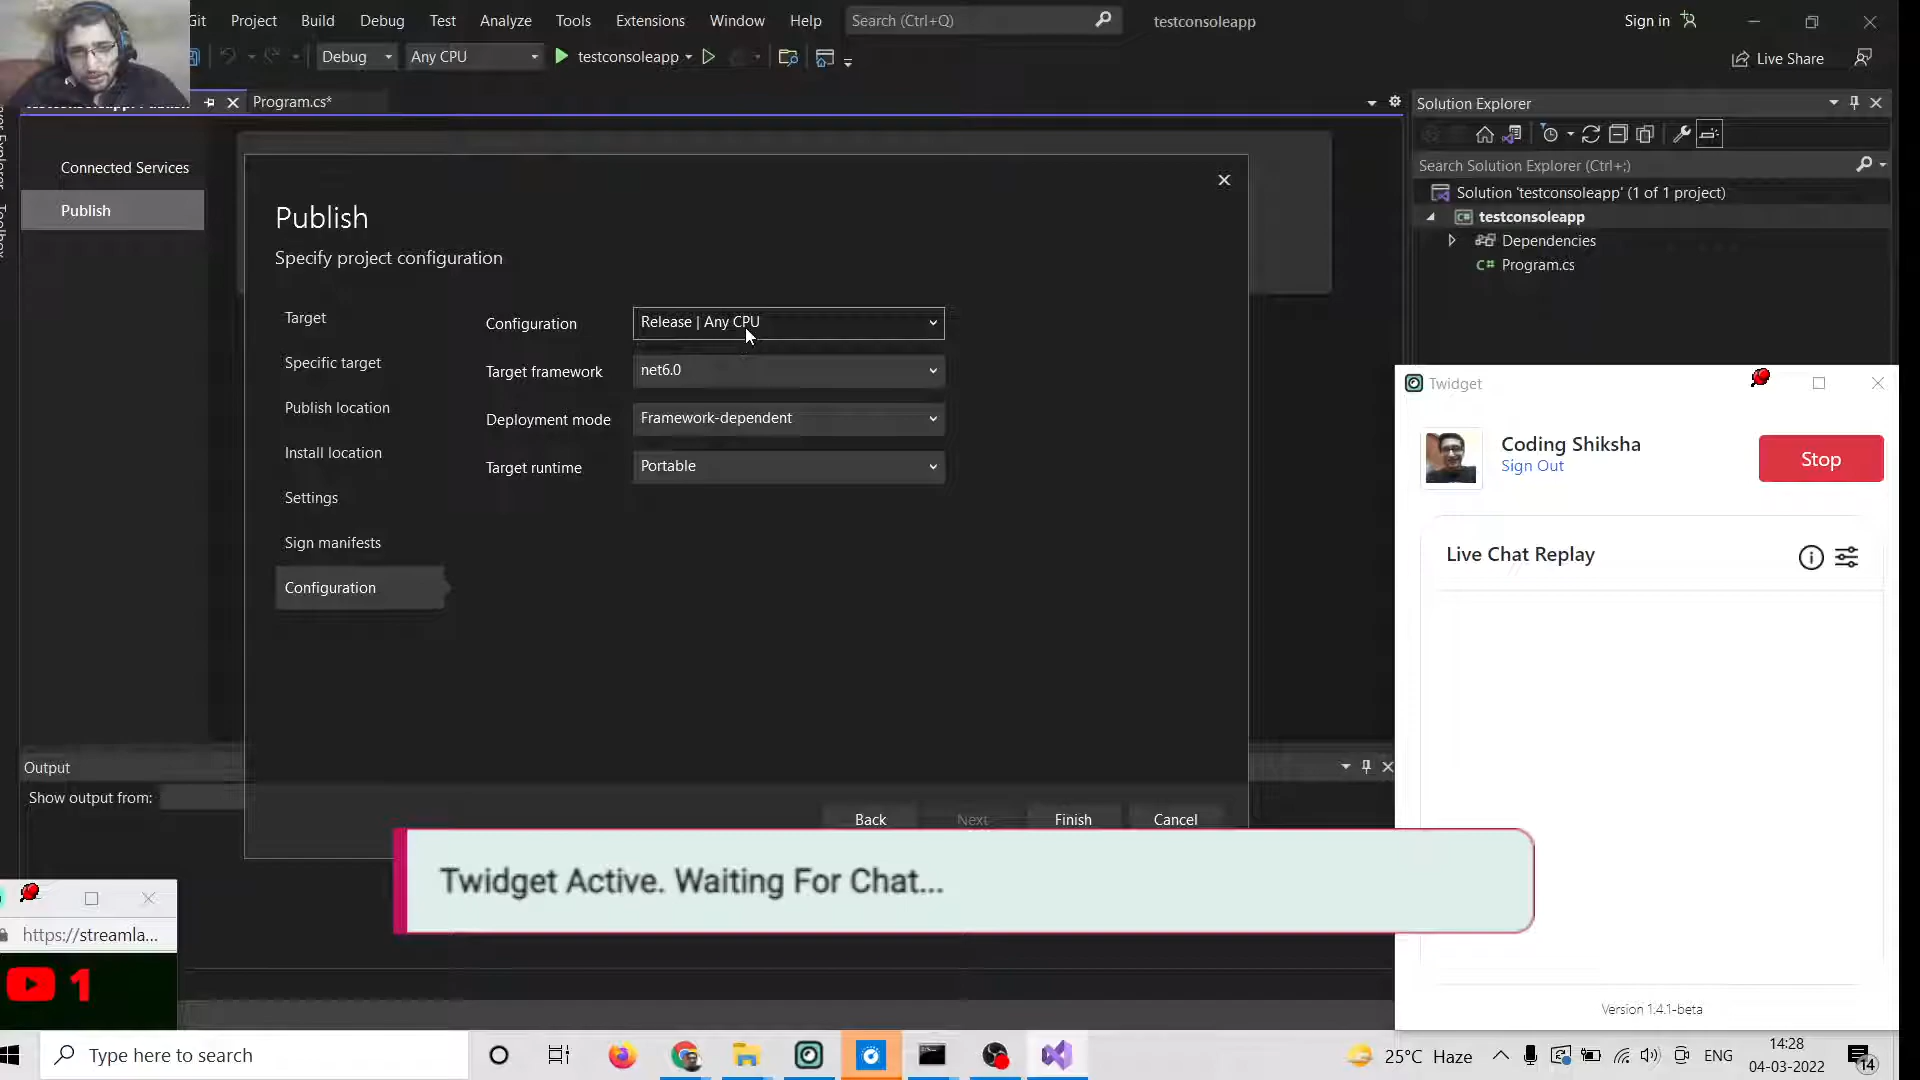 Git Project Build Debug Test Analyze Tools Extensions Window Help Search (Ctrl+Q) testconsoleapp Sign in
Debug Any CPU testconsoleapp Live Share
Program.cs*
Toolbox
Connected Services
Publish
Publish
Specify project configuration
Target
Specific target
Publish location
Install location
Settings
Sign manifests
Configuration
Configuration Release | Any CPU
Target framework net6.0
Deployment mode Framework-dependent
Target runtime Portable
Back Next Finish Cancel
Output
Show output from:
Solution Explorer
Search Solution Explorer (Ctrl+;)
Solution 'testconsoleapp' (1 of 1 project)
testconsoleapp
Dependencies
C# Program.cs
Twidget
Coding Shiksha
Sign Out
Stop
Live Chat Replay
Version 1.4.1-beta
Twidget Active. Waiting For Chat...
https://streamla...
1
Type here to search
25°C Haze
ENG
14:28
04-03-2022
14